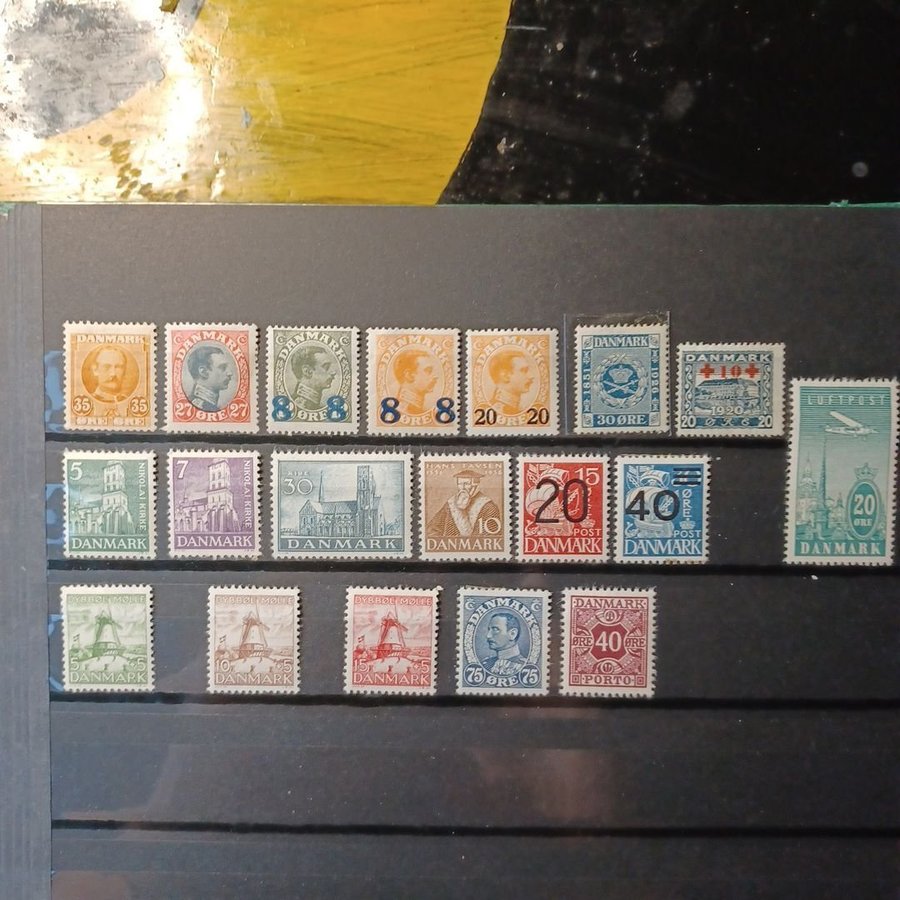 DANMARK
35 35
ØRE ØRE
DANMARK
27 ØRE 27
DANMARK
8 ØRE 8
DANMARK
8 8
DANMARK
20 20
DANMARK
1851 1926
30 ØRE
DANMARK
+10+
1920
20 ØRE 20
LUFTPOST
20
ØRE
DANMARK
5
NIKOLAJ KIRKE
DANMARK
7
NIKOLAJ KIRKE
DANMARK
RIBE
30
DANMARK
HANS TAVSEN
10
DANMARK
15
20
POST
DANMARK
40
ØRE
POST
DANMARK
DYBBØL MØLLE
5 +5
DANMARK
DYBBØL MØLLE
10 +5
DANMARK
DYBBØL MØLLE
15 +5
DANMARK
DANMARK
75 ØRE 75
DANMARK
ØRE 40 ØRE
PORTO